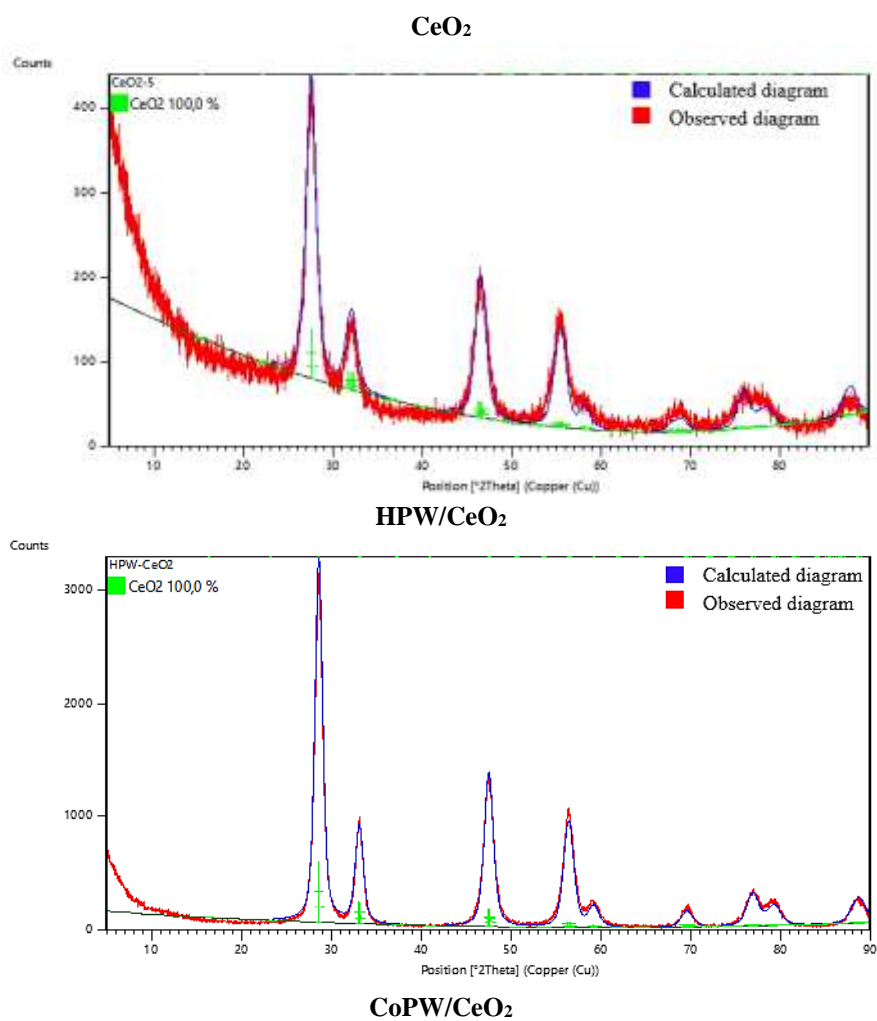 CeO₂
Counts
CeO2-5
CeO2 100,0 %
Calculated diagram
Observed diagram
400
300
200
100
0
10 20 30 40 50 60 70 80
Position [°2Theta] (Copper (Cu))
HPW/CeO₂
Counts
HPW-CeO2
CeO2 100,0 %
Calculated diagram
Observed diagram
3000
2000
1000
0
10 20 30 40 50 60 70 80 90
Position [°2Theta] (Copper (Cu))
CoPW/CeO₂